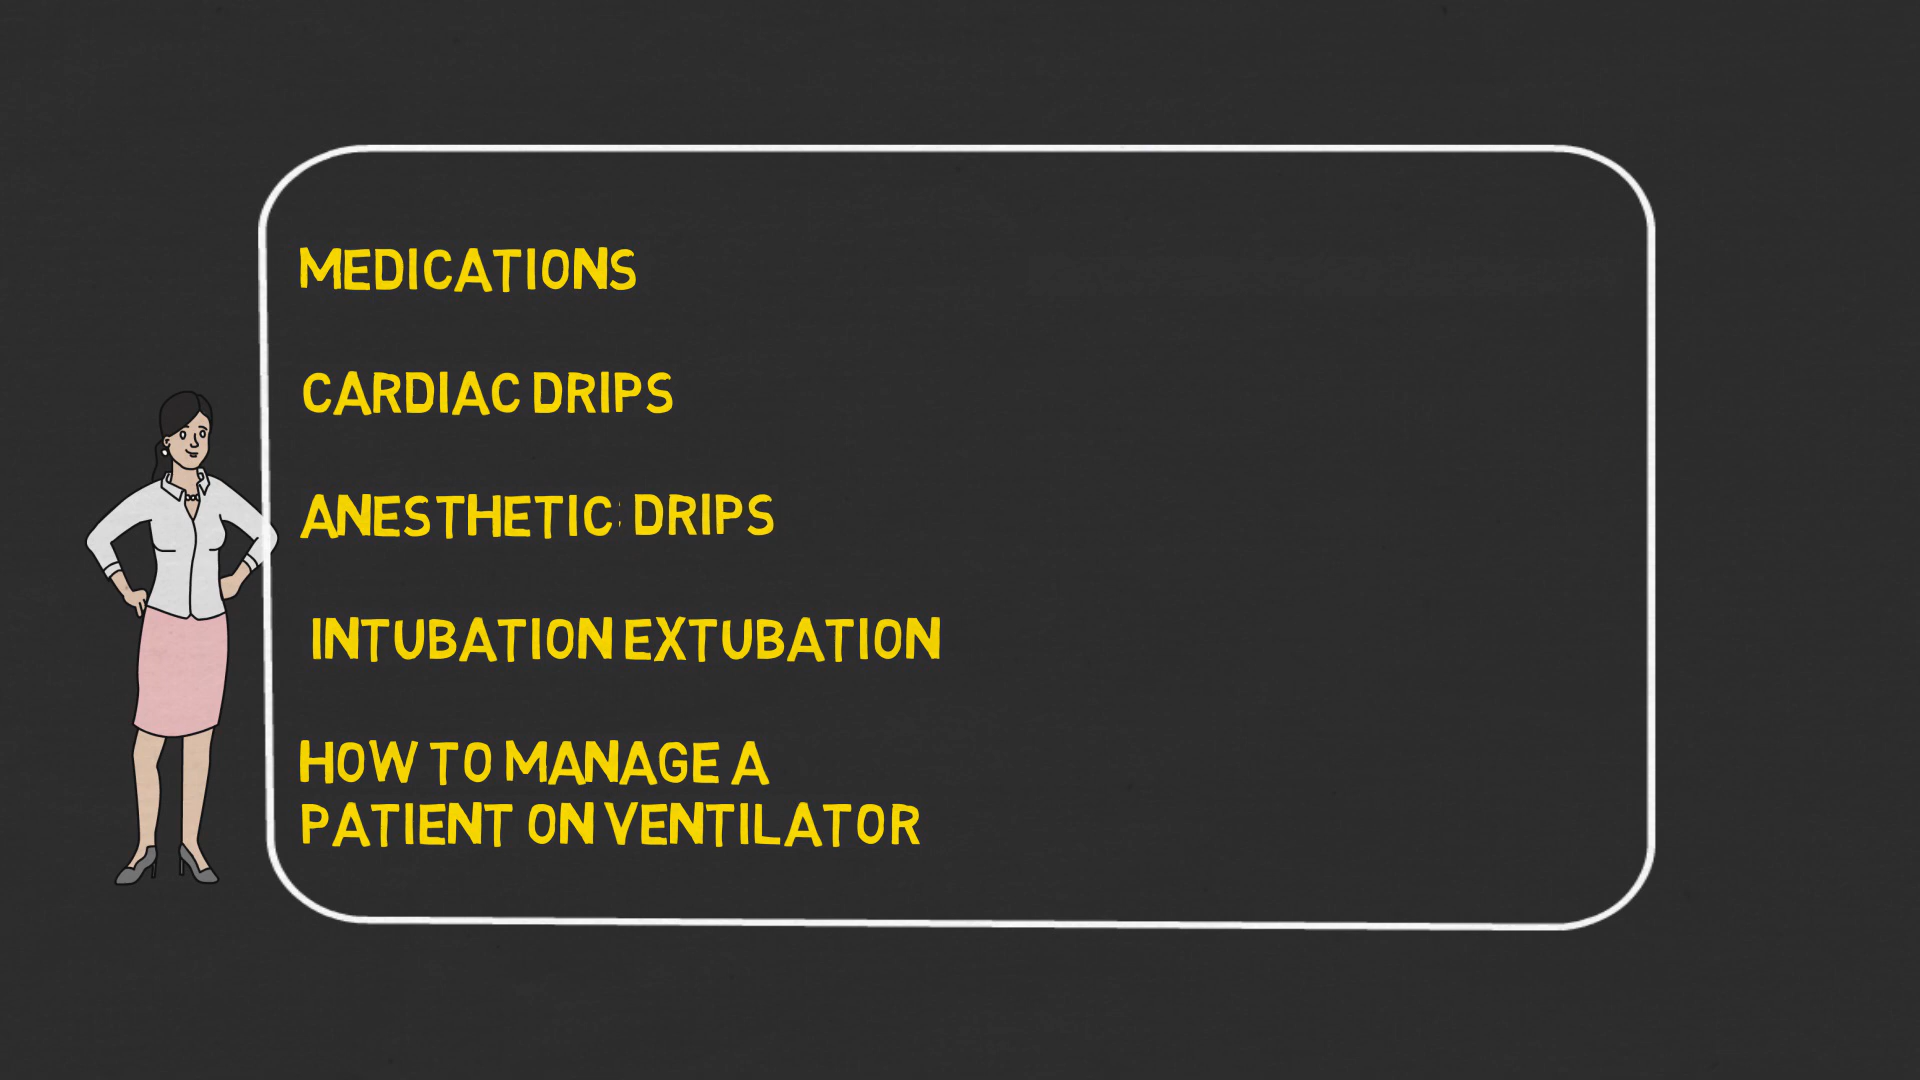 MEDICATIONS
CARDIAC DRIPS
ANESTHETIC DRIPS
INTUBATION EXTUBATION
HOW TO MANAGE A
PATIENT ON VENTILATOR